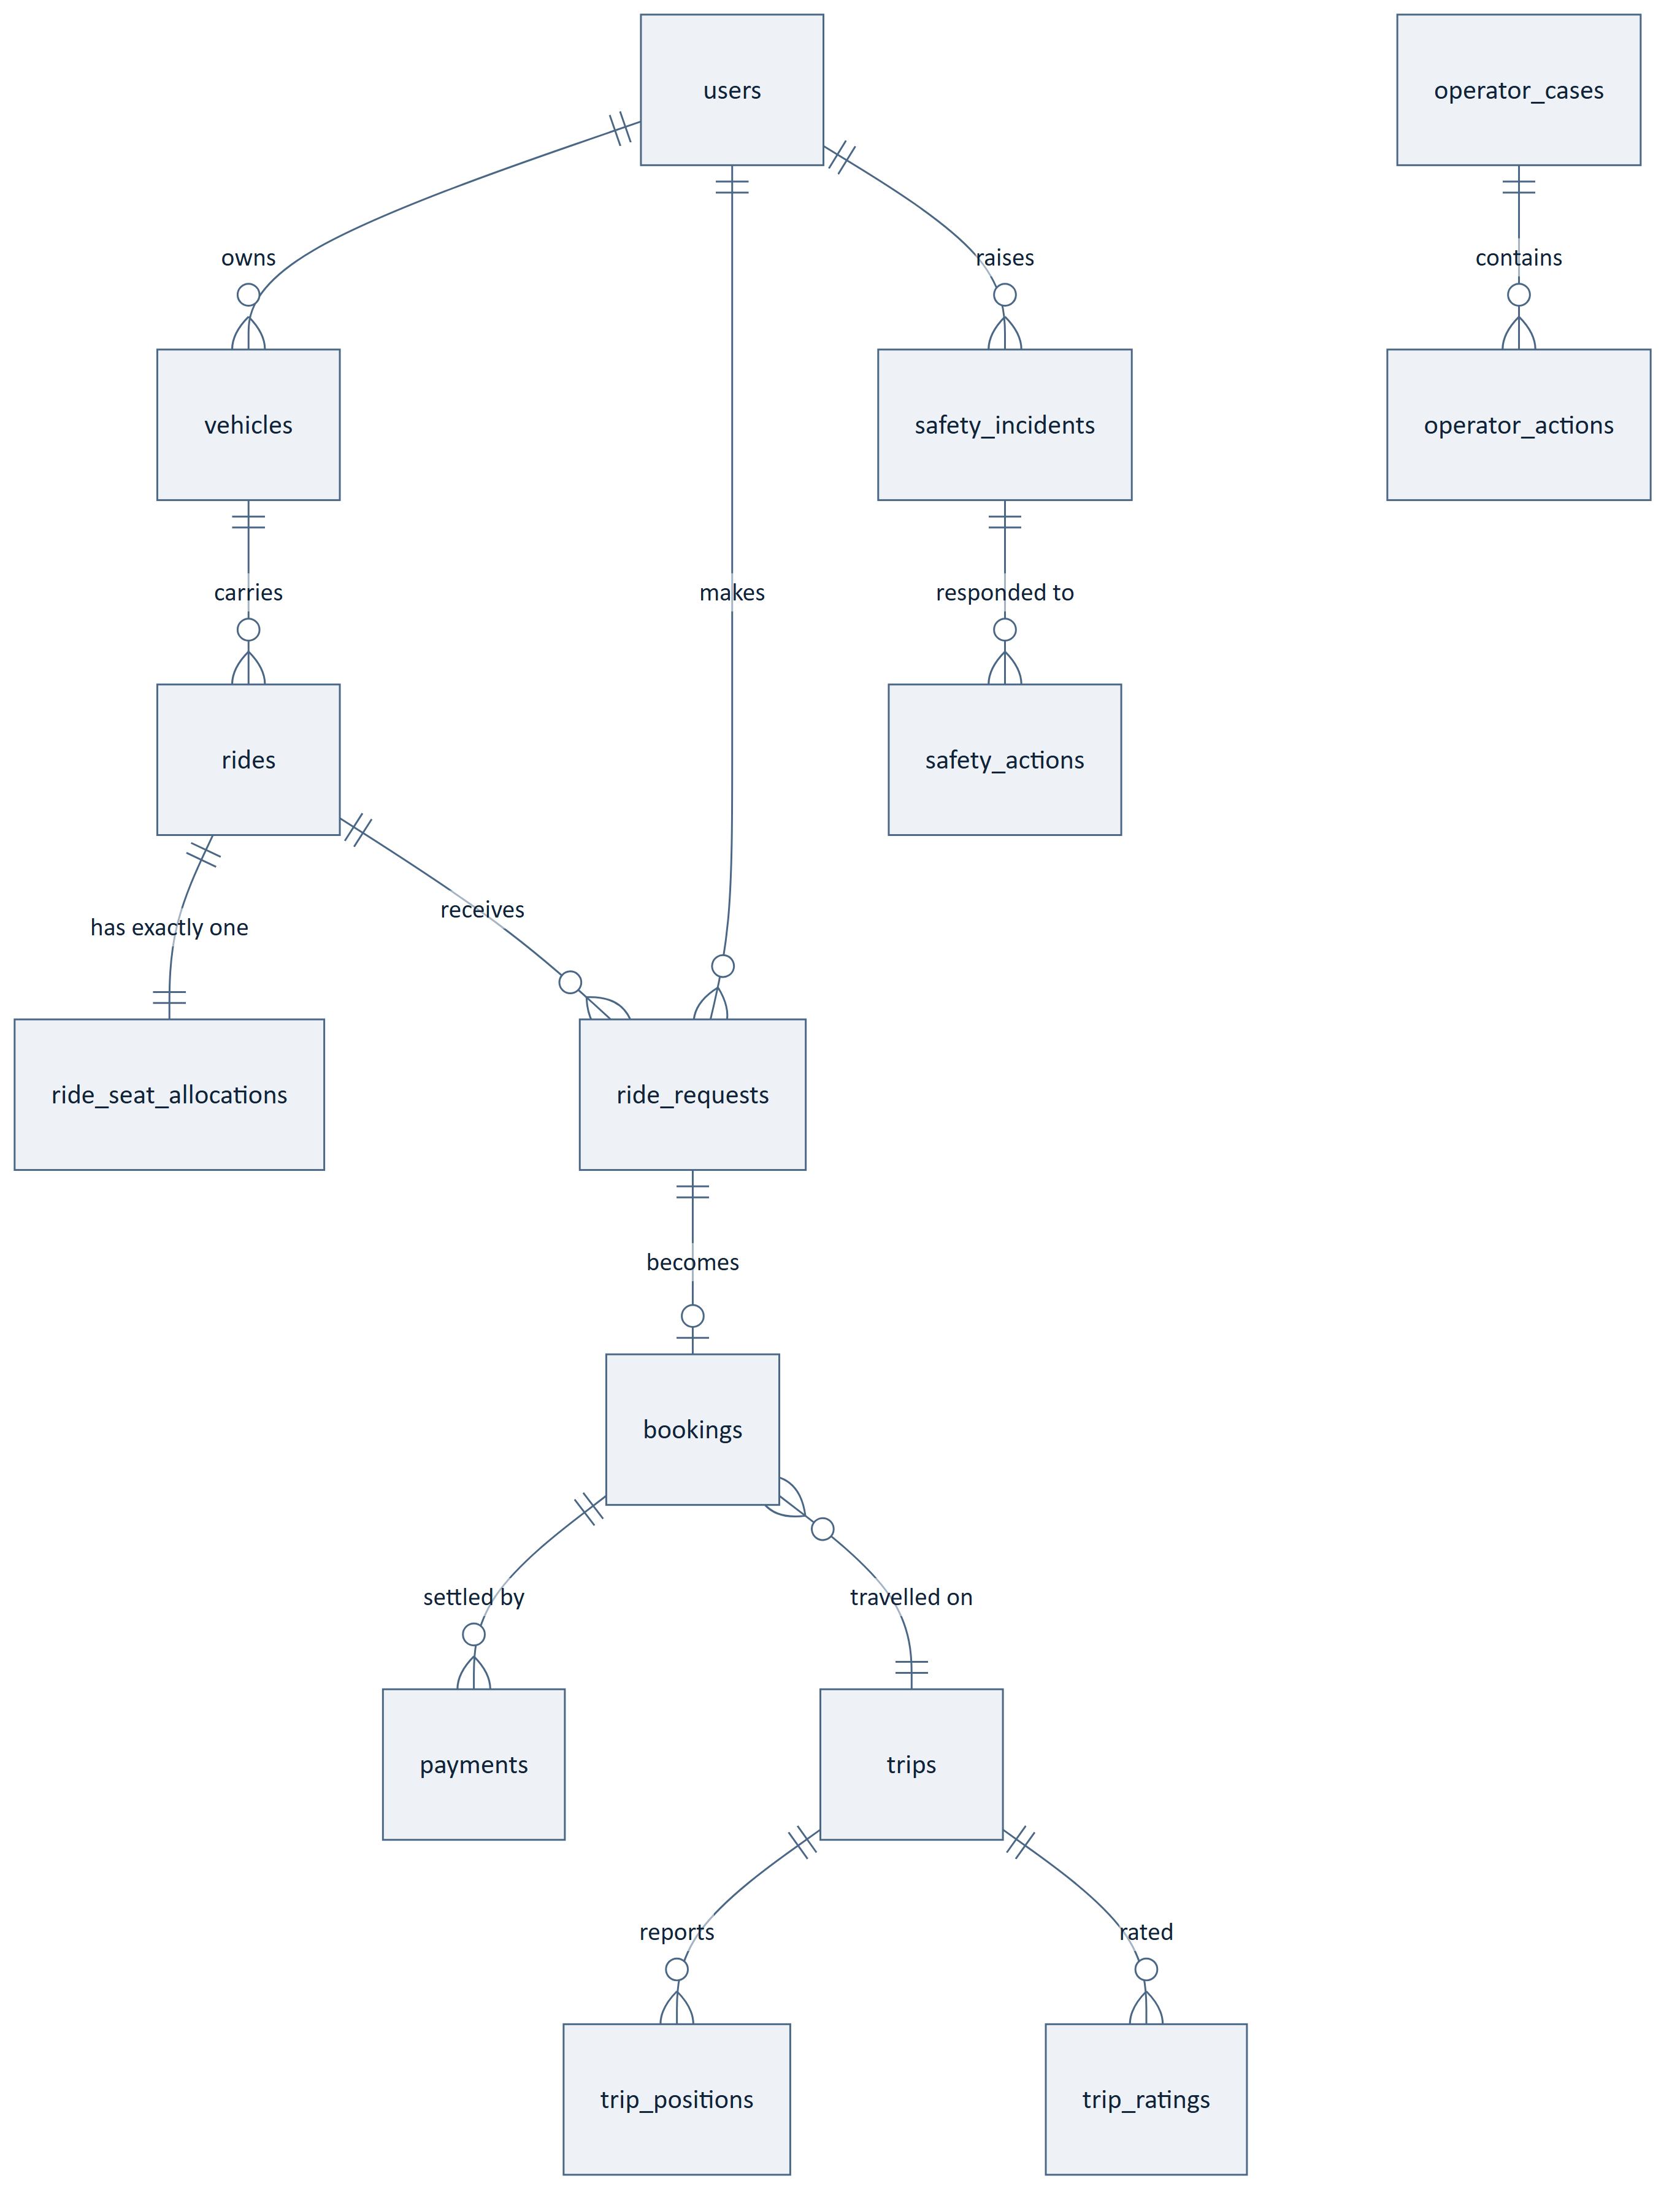 users
operator_cases
owns
raises
contains
vehicles
safety_incidents
operator_actions
carries
makes
responded to
rides
safety_actions
receives
has exactly one
ride_seat_allocations
ride_requests
becomes
bookings
settled by
travelled on
payments
trips
reports
rated
trip_positions
trip_ratings